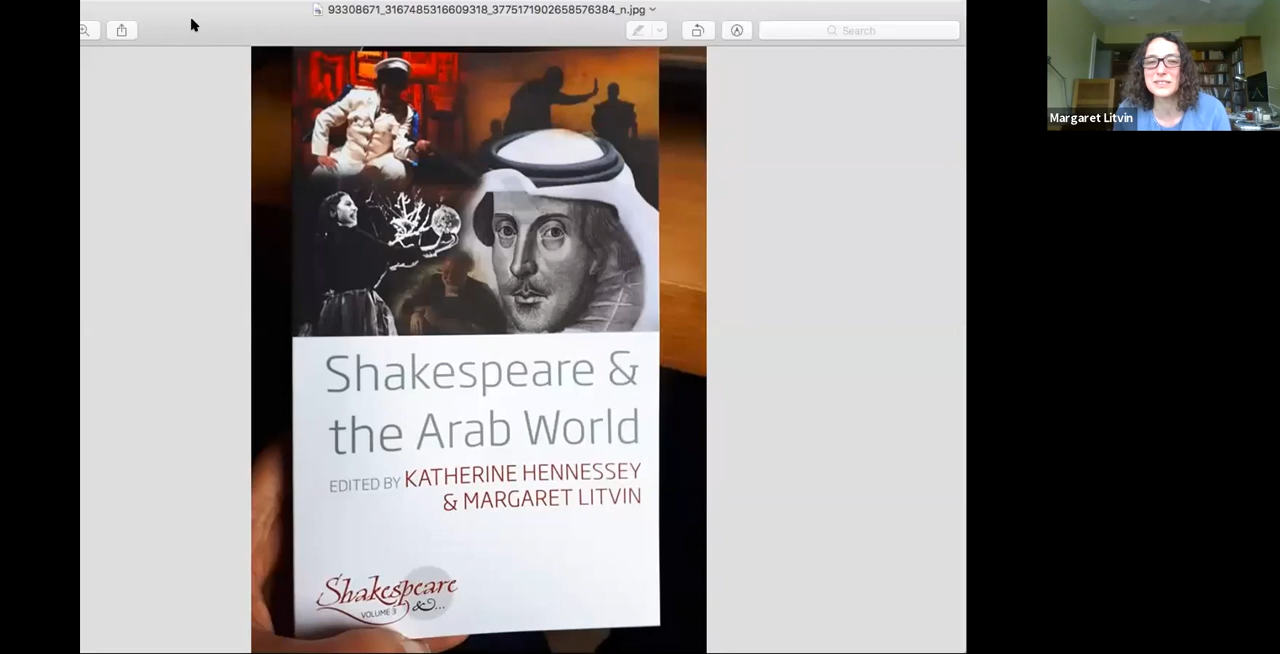 93308671_3167485316609318_3775171902658576384_n.jpg
Search
Margaret Litvin
Shakespeare &
the Arab World
EDITED BY KATHERINE HENNESSEY
& MARGARET LITVIN
Shakespeare
VOLUME 3 &...